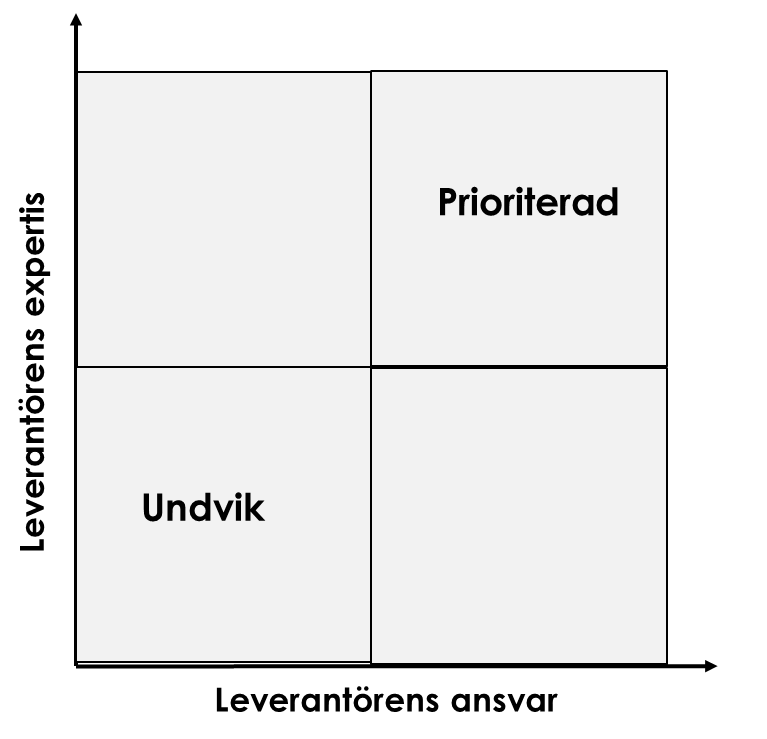 Prioriterad
Leverantörens expertis
Undvik
Leverantörens ansvar